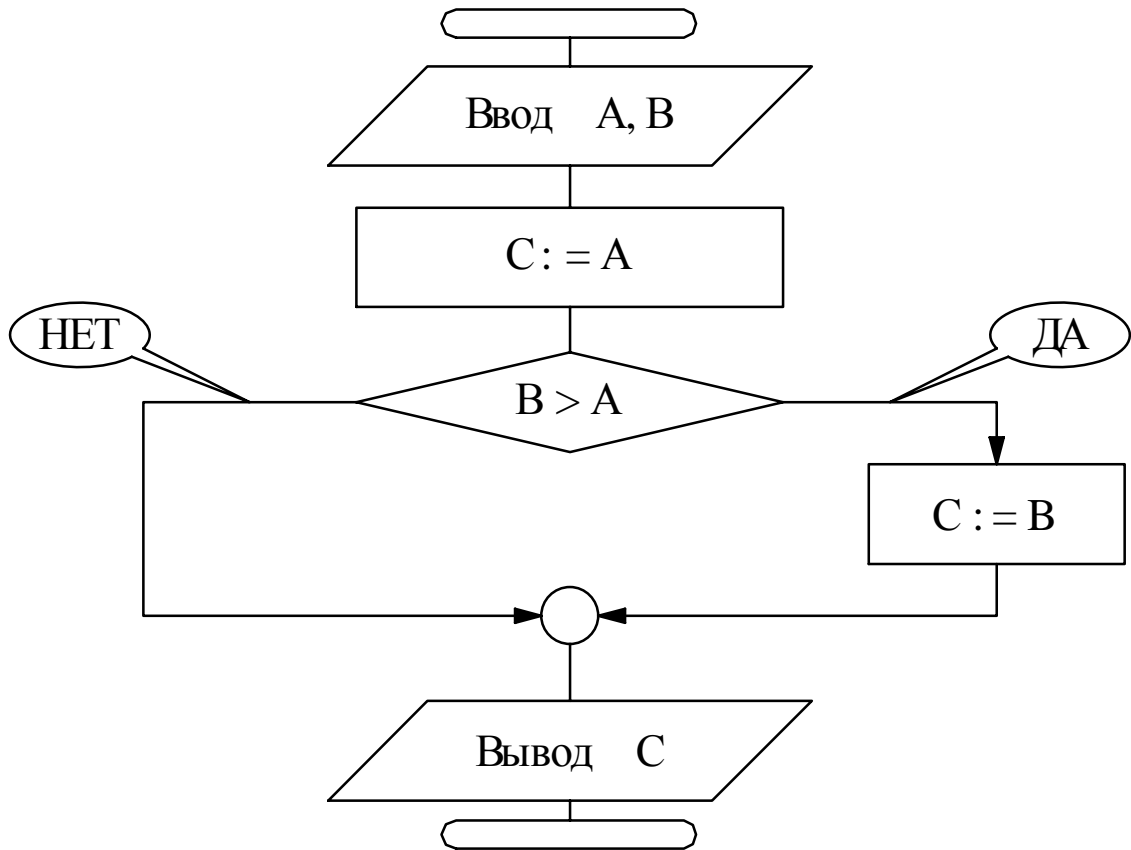 Ввод A, B
C : = A
НЕТ
ДА
B > A
C : = B
Вывод C